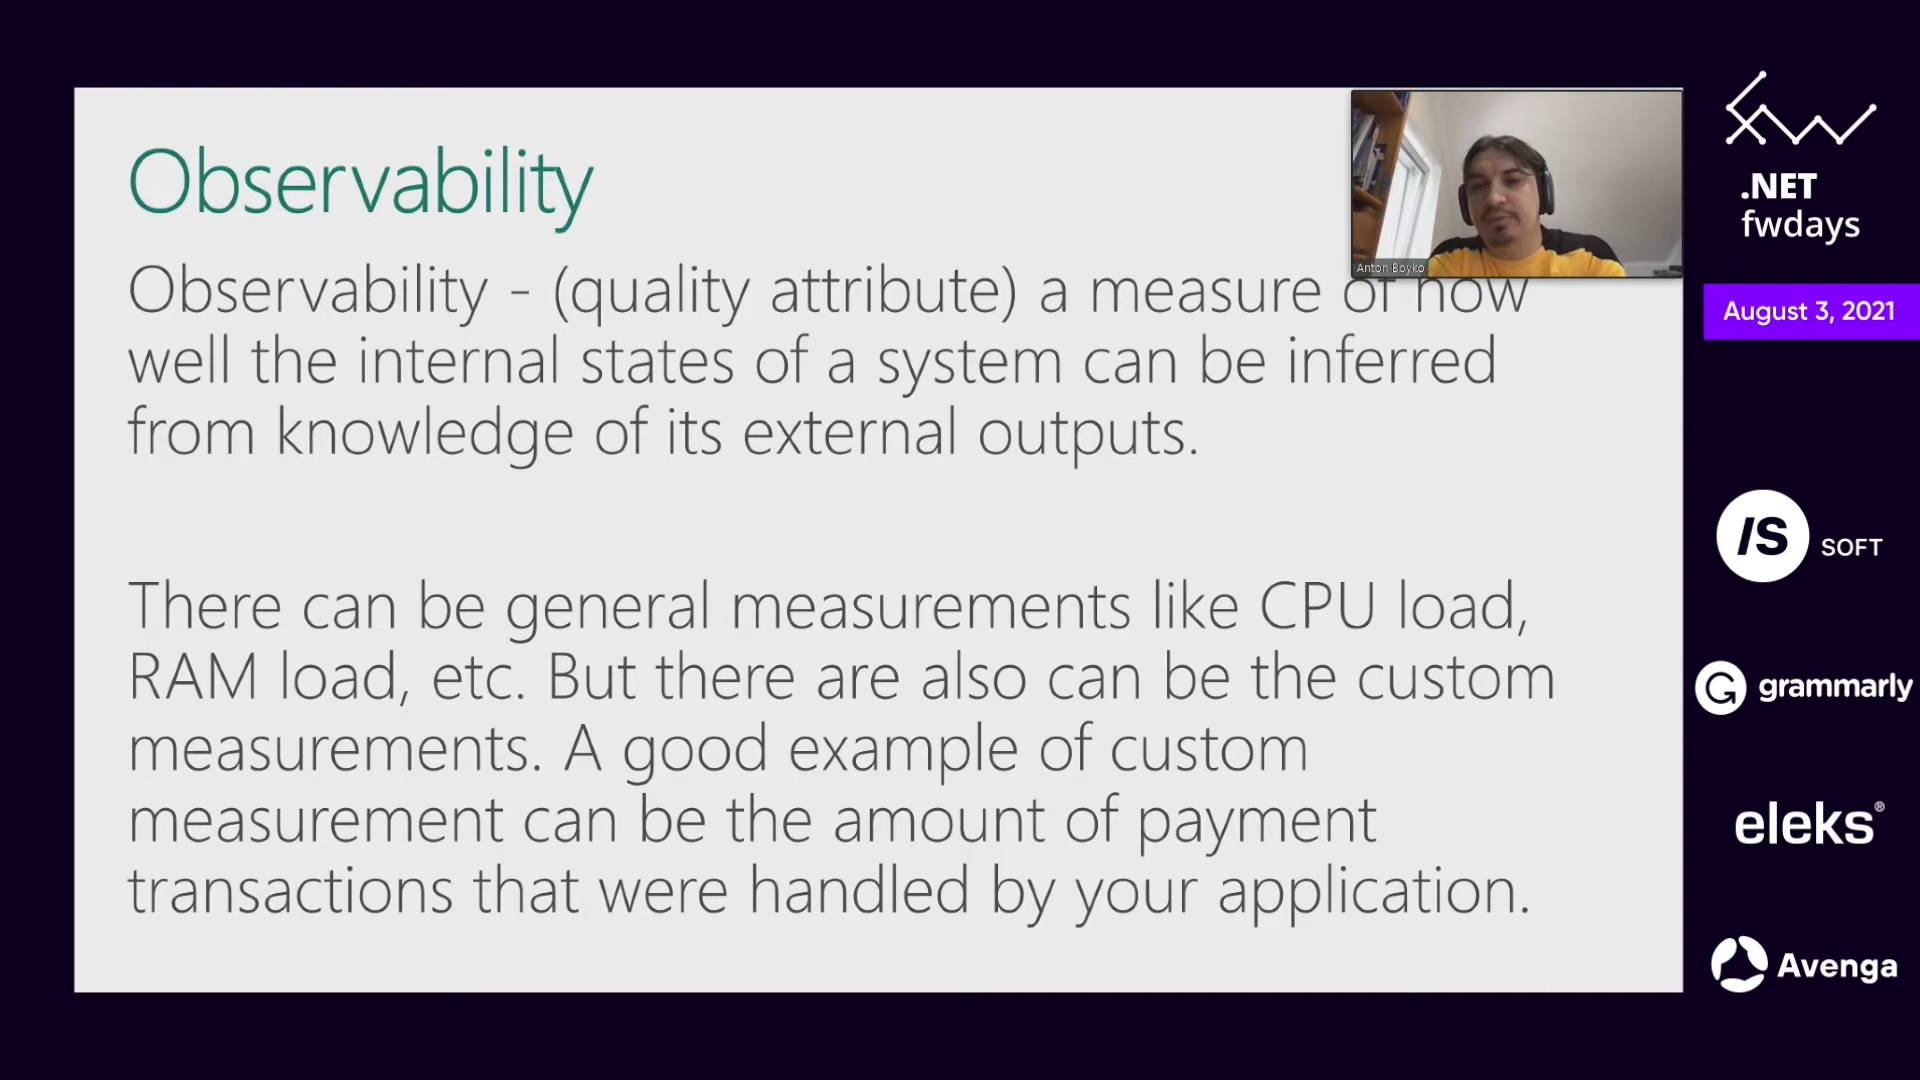 Observability
Observability - (quality attribute) a measure of how
well the internal states of a system can be inferred
from knowledge of its external outputs.
There can be general measurements like CPU load,
RAM load, etc. But there are also can be the custom
measurements. A good example of custom
measurement can be the amount of payment
transactions that were handled by your application.
Anton Boyko
.NET
fwdays
August 3, 2021
IS SOFT
G grammarly
eleks®
Avenga